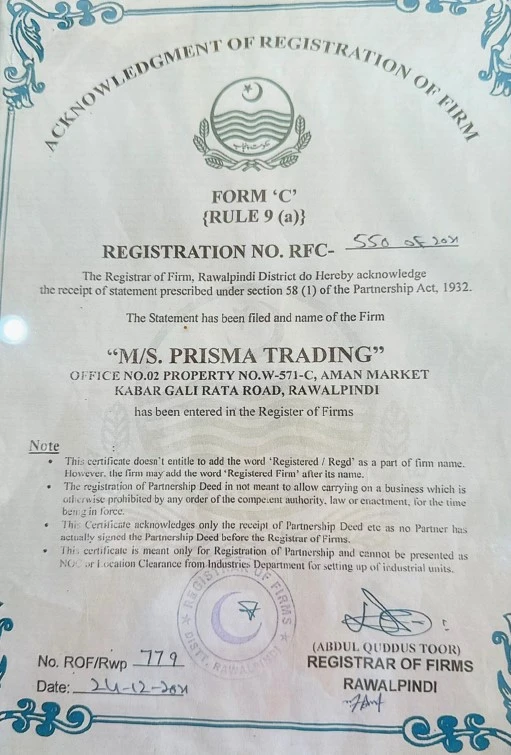 ACKNOWLEDGMENT OF REGISTRATION OF FIRM
FORM ‘C’
{RULE 9 (a)}
REGISTRATION NO. RFC- 550 of 2021
The Registrar of Firm, Rawalpindi District do Hereby acknowledge
the receipt of statement prescribed under section 58 (1) of the Partnership Act, 1932.
The Statement has been filed and name of the Firm
“M/S. PRISMA TRADING”
OFFICE NO.02 PROPERTY NO.W-571-C, AMAN MARKET
KABAR GALI RATA ROAD, RAWALPINDI
has been entered in the Register of Firms
Note :
• This certificate doesn’t entitle to add the word ‘Registered / Regd’ as a part of firm name.
However, the firm may add the word ‘Registered Firm’ after its name.
• The registration of Partnership Deed in not meant to allow carrying on a business which is
otherwise prohibited by any order of the competent authority, law or enactment, for the time
being in force.
• This Certificate acknowledges only the receipt of Partnership Deed etc as no Partner has
actually signed the Partnership Deed before the Registrar of Firms.
• This certificate is meant only for Registration of Partnership and cannot be presented as
NOC or Location Clearance from Industries Department for setting up of industrial units.
REGISTRAR OF FIRMS
DISTT. RAWALPINDI
(ABDUL QUDDUS TOOR)
No. ROF/Rwp 779
REGISTRAR OF FIRMS
Date: 24-12-2021
RAWALPINDI